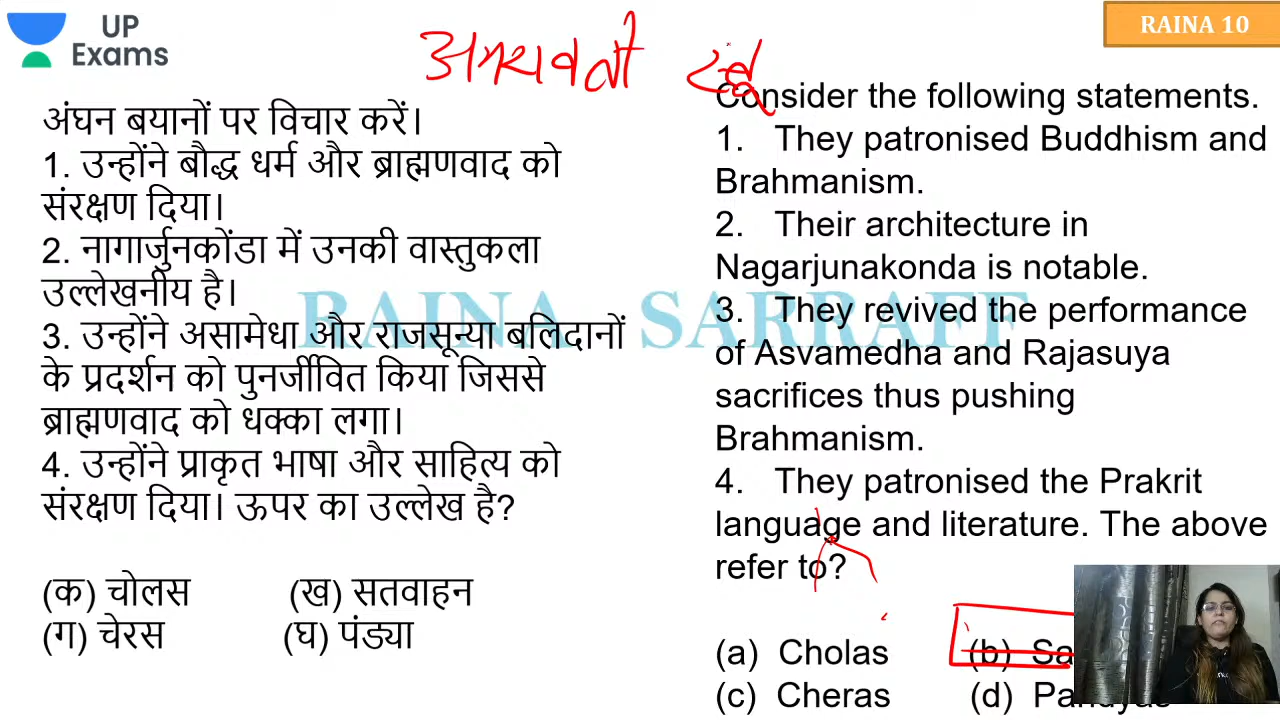 UP
Exams
RAINA 10
अमरावती
अंघन बयानों पर विचार करें।
1. उन्होंने बौद्ध धर्म और ब्राह्मणवाद को
संरक्षण दिया।
2. नागार्जुनकोंडा में उनकी वास्तुकला
उल्लेखनीय है।
3. उन्होंने असामेधा और राजसून्या बलिदानों
के प्रदर्शन को पुनर्जीवित किया जिससे
ब्राह्मणवाद को धक्का लगा।
4. उन्होंने प्राकृत भाषा और साहित्य को
संरक्षण दिया। ऊपर का उल्लेख है?
(क) चोलस (ख) सतवाहन
(ग) चेरस (घ) पंड्या
RAINA SARRAFF
Consider the following statements.
1. They patronised Buddhism and
Brahmanism.
2. Their architecture in
Nagarjunakonda is notable.
3. They revived the performance
of Asvamedha and Rajasuya
sacrifices thus pushing
Brahmanism.
4. They patronised the Prakrit
language and literature. The above
refer to?
(a) Cholas (b) Sa
(c) Cheras (d) Pandyas